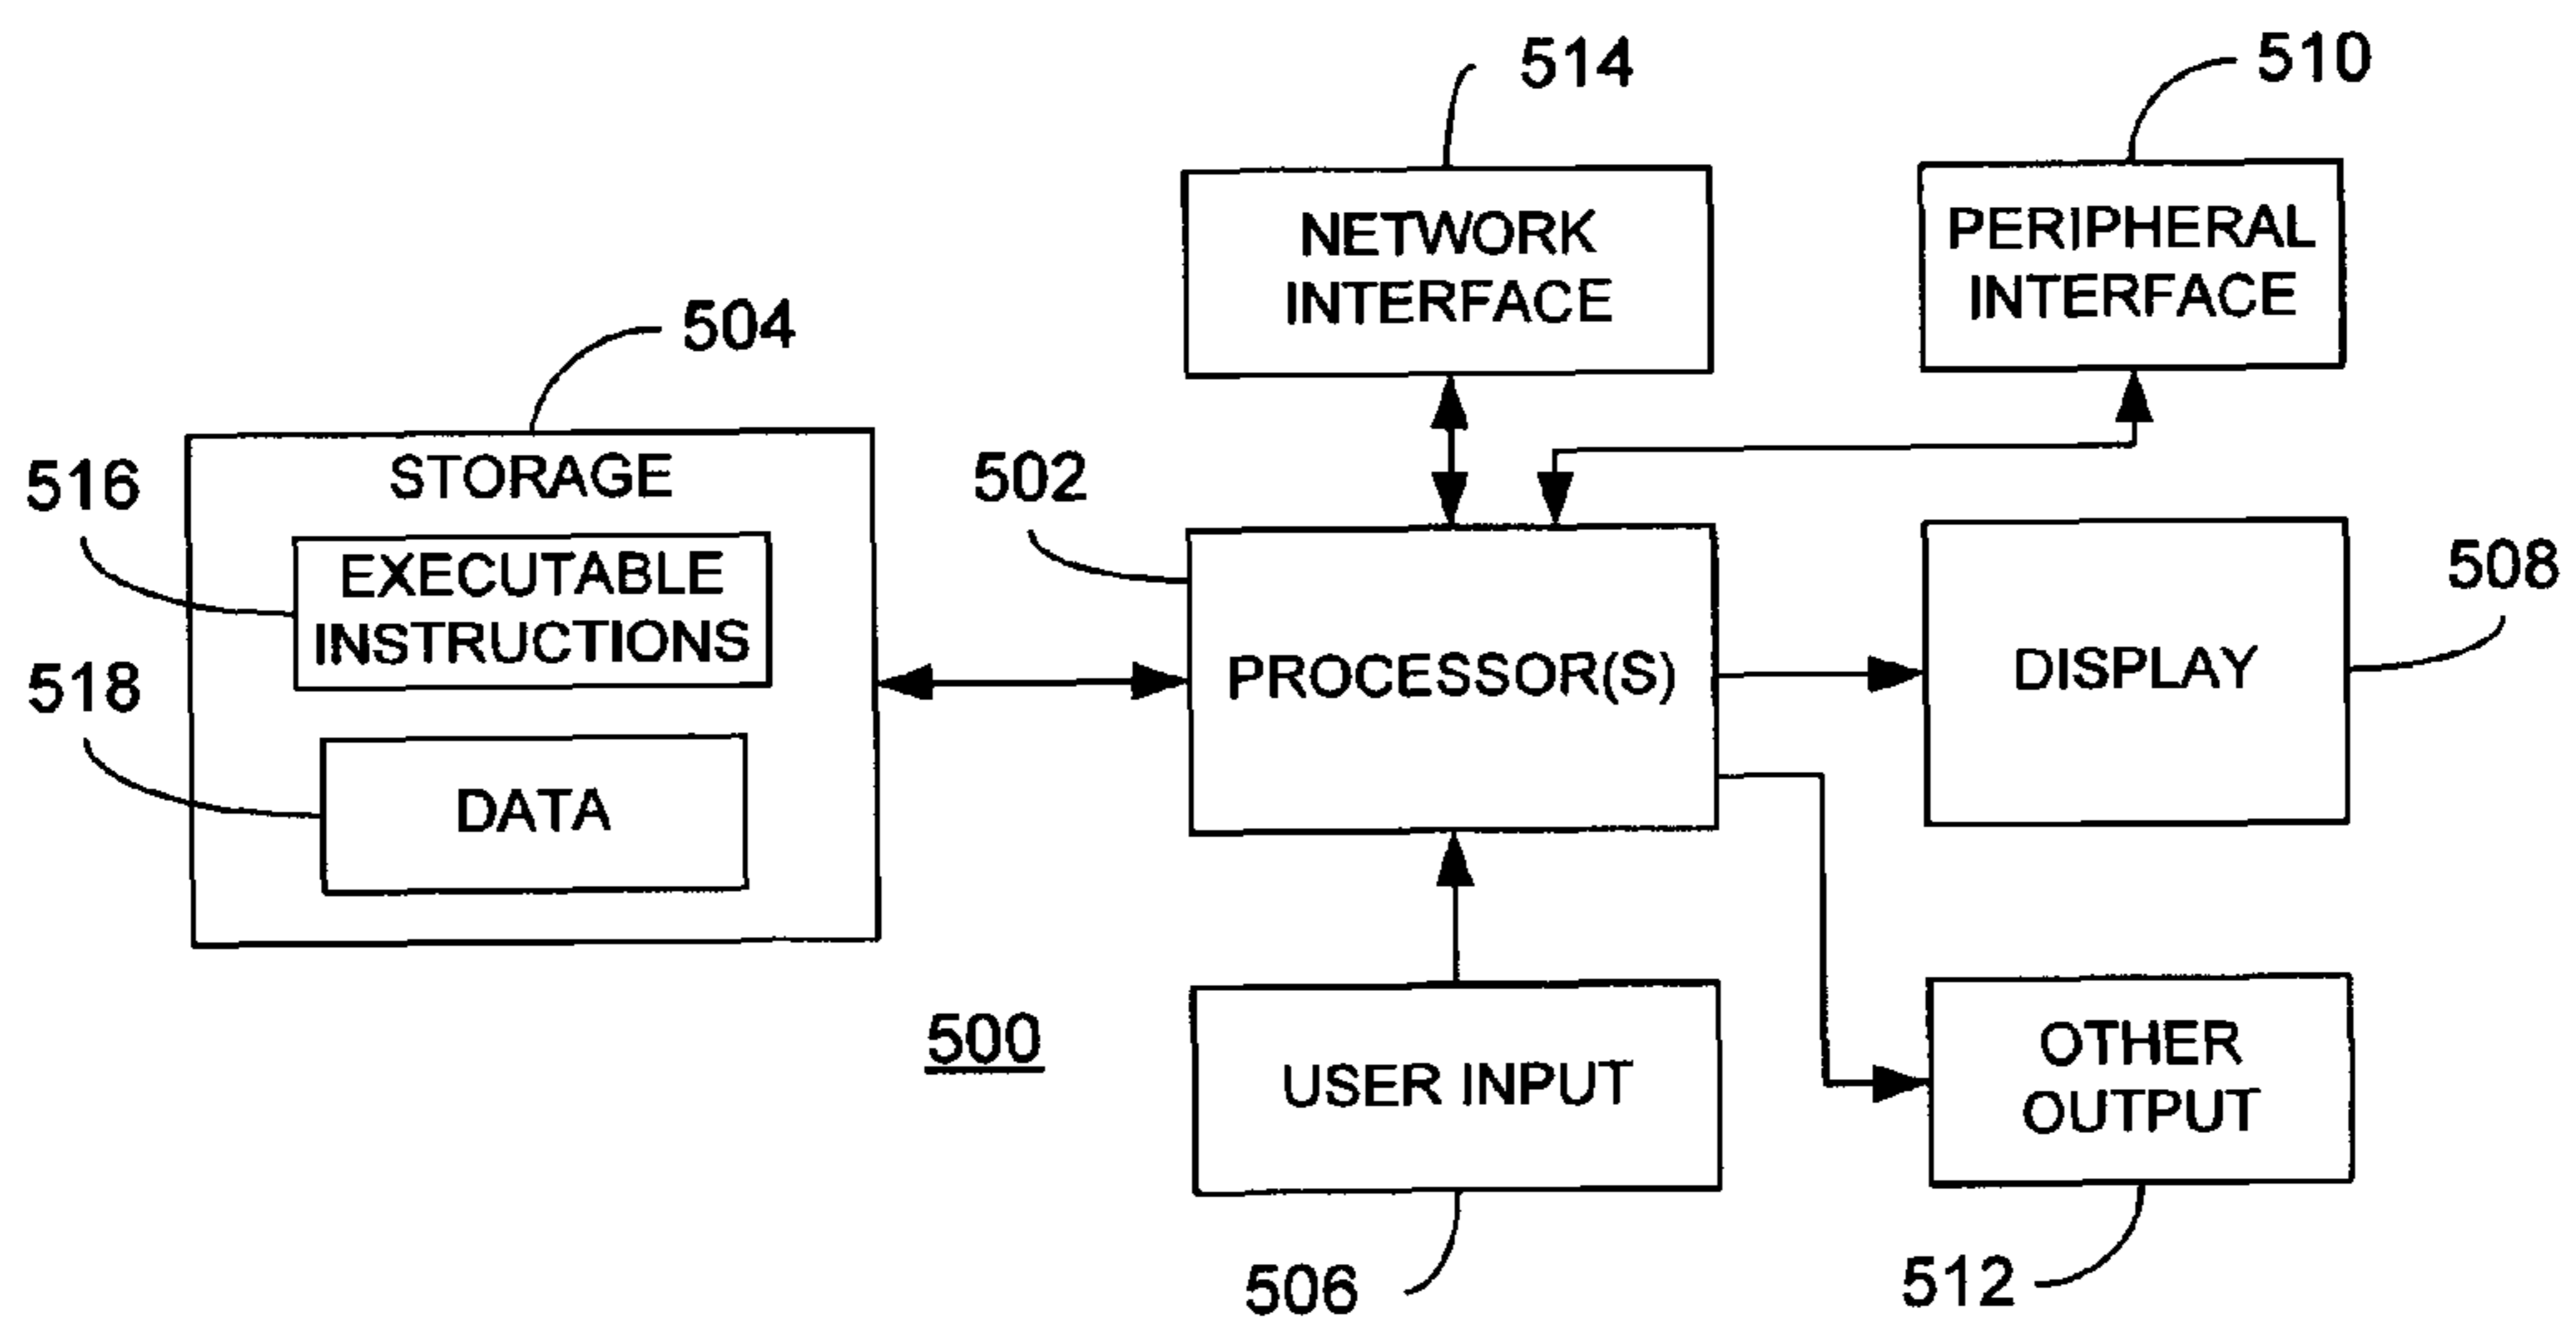 514
510
NETWORK
INTERFACE
PERIPHERAL
INTERFACE
504
STORAGE
516
EXECUTABLE
INSTRUCTIONS
518
DATA
502
PROCESSOR(S)
DISPLAY
508
500
USER INPUT
506
OTHER
OUTPUT
512